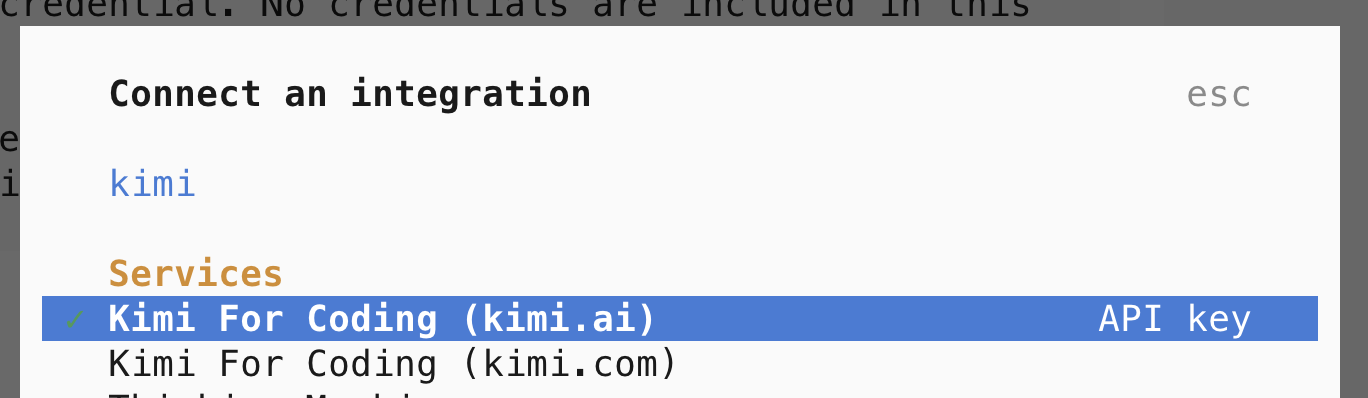 credential. No credentials are included in this
Connect an integration esc
e
kimi
i
Services
✓ Kimi For Coding (kimi.ai) API key
Kimi For Coding (kimi.com)